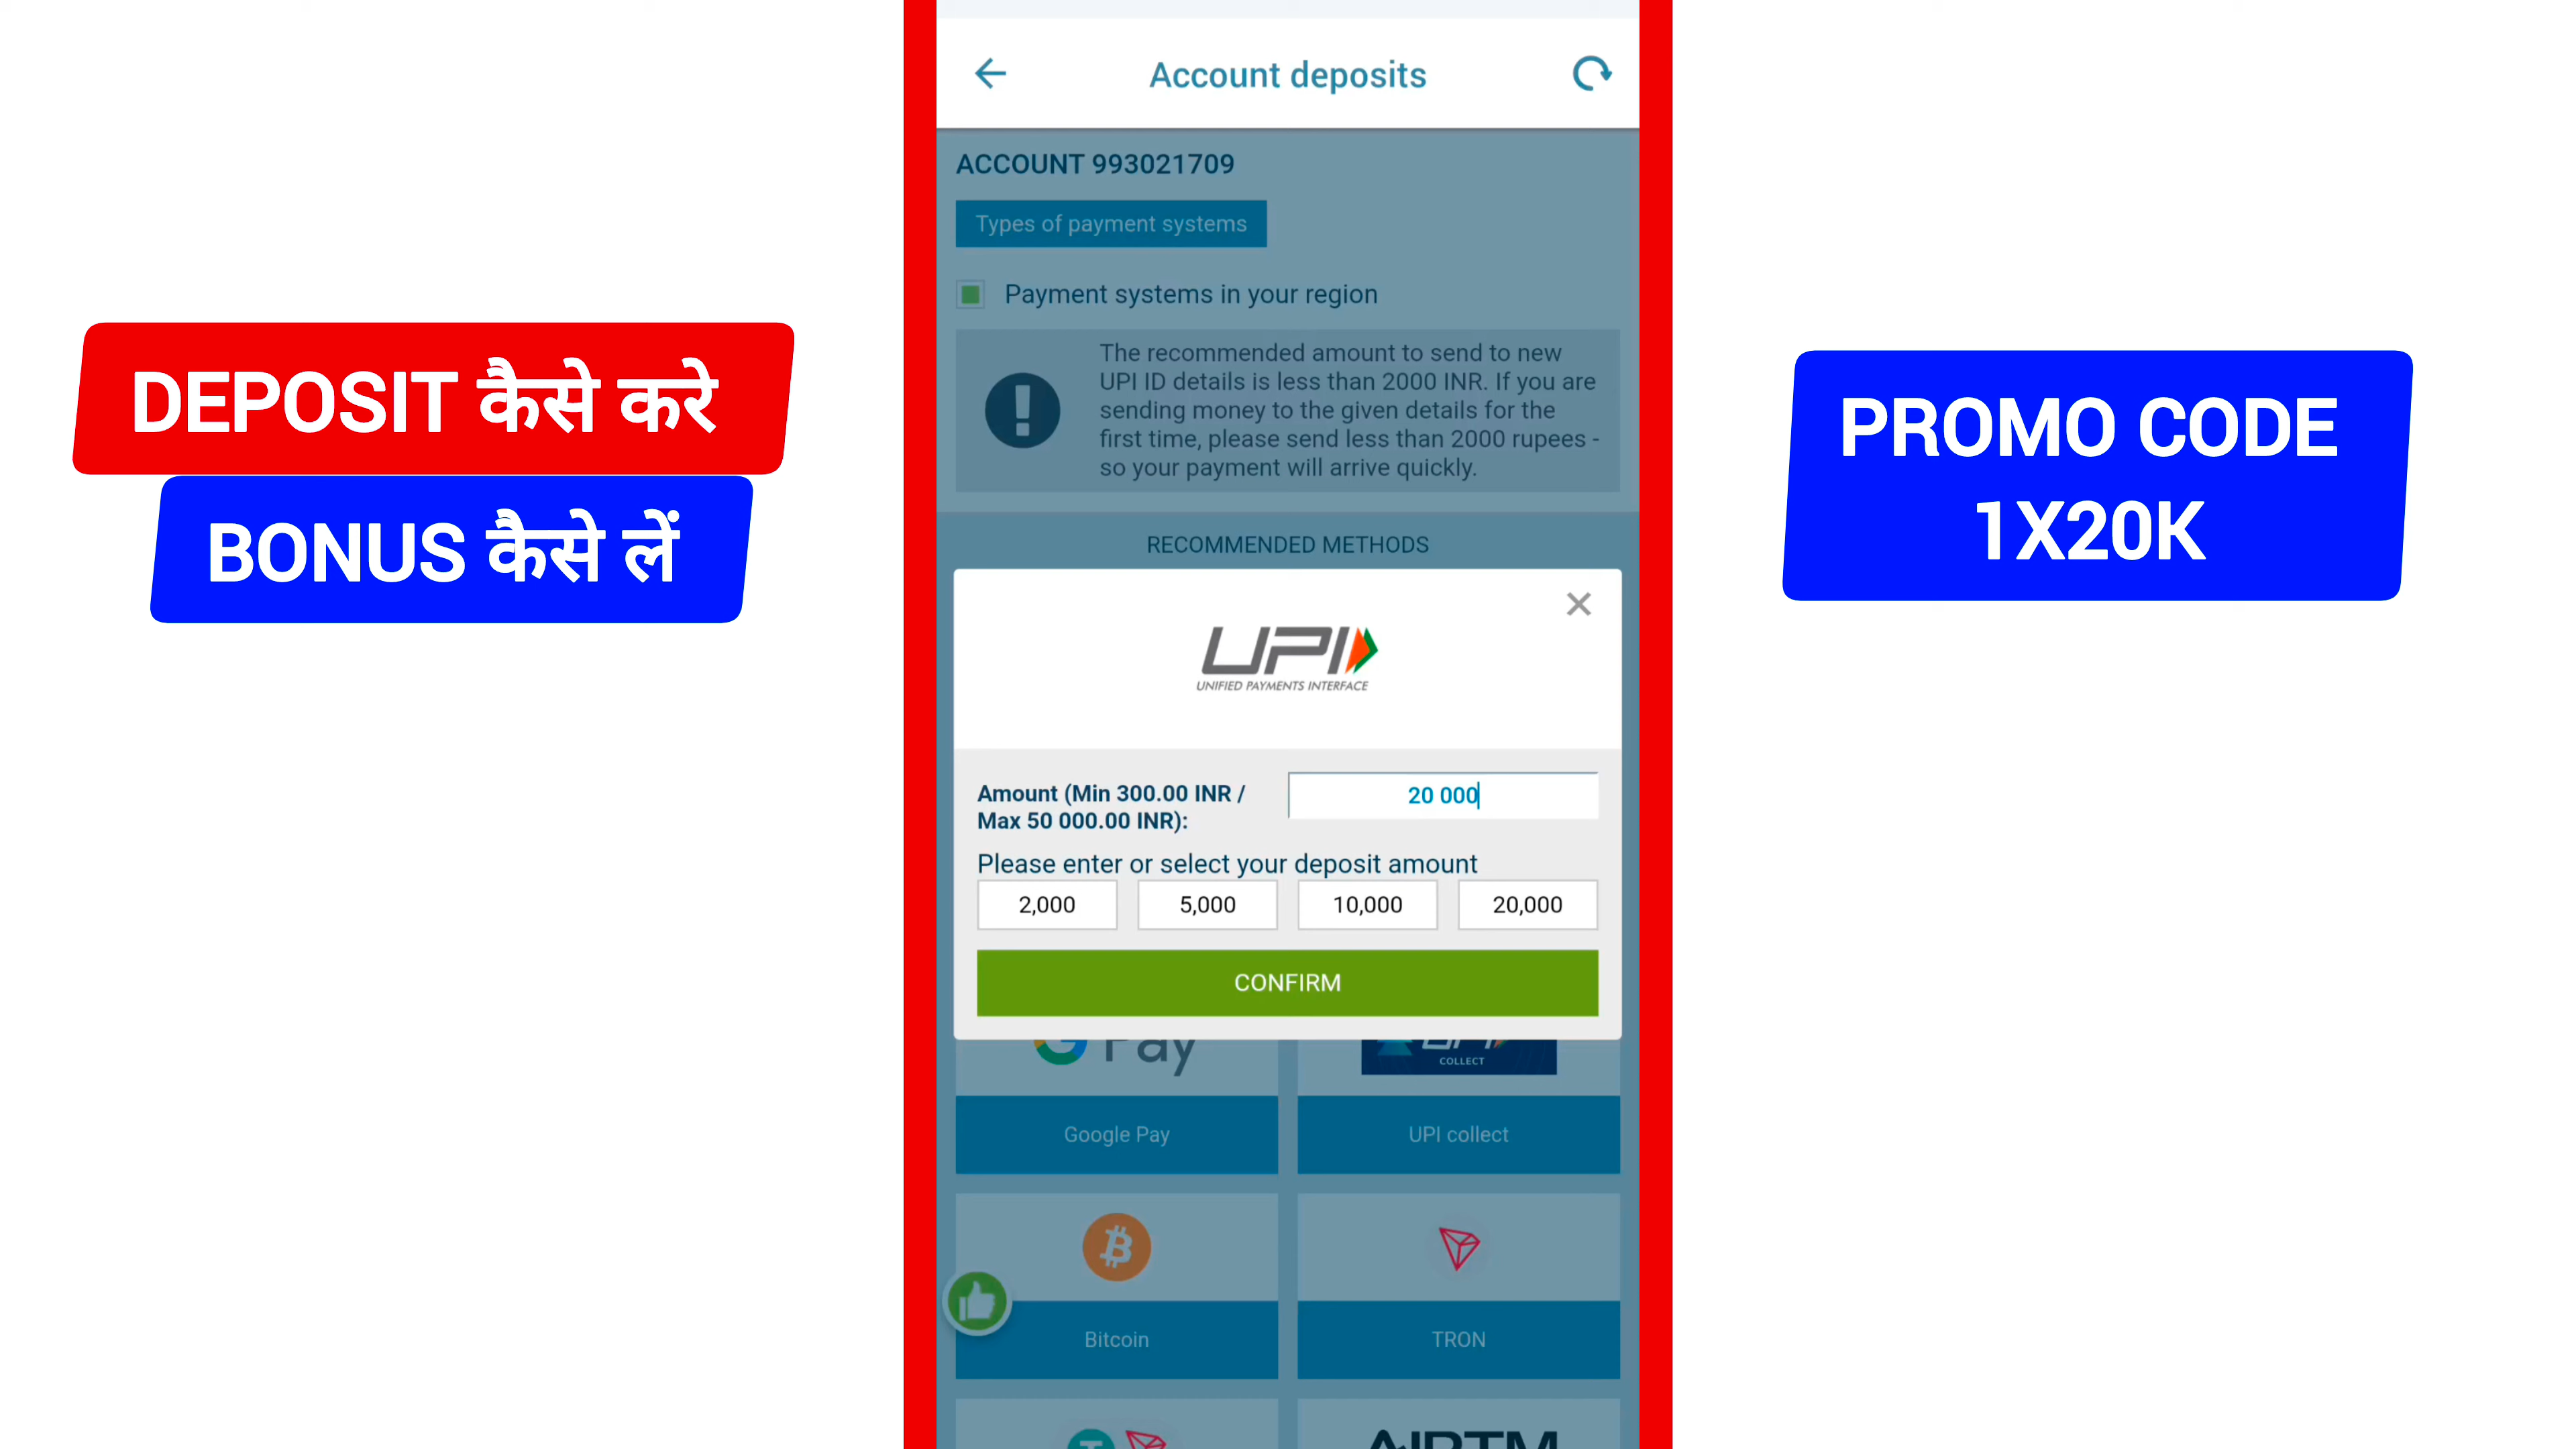 Account deposits
ACCOUNT 993021709
Types of payment systems
Payment systems in your region
The recommended amount to send to new
UPI ID details is less than 2000 INR. If you are
sending money to the given details for the
first time, please send less than 2000 rupees -
so your payment will arrive quickly.
RECOMMENDED METHODS
DEPOSIT कैसे करे
BONUS कैसे लें
PROMO CODE
1X20K
UPI
UNIFIED PAYMENTS INTERFACE
Amount (Min 300.00 INR /
Max 50 000.00 INR):
20 000
Please enter or select your deposit amount
2,000
5,000
10,000
20,000
CONFIRM
G Pay
UPI
COLLECT
Google Pay
UPI collect
Bitcoin
TRON
AIRTM